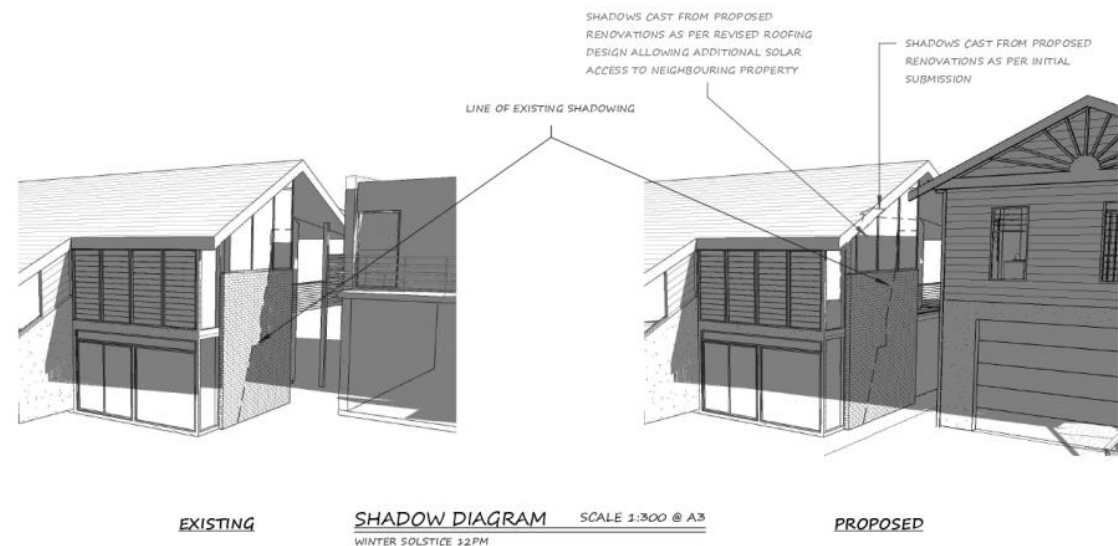 SHADOWS CAST FROM PROPOSED
RENOVATIONS AS PER REVISED ROOFING
DESIGN ALLOWING ADDITIONAL SOLAR
ACCESS TO NEIGHBOURING PROPERTY
SHADOWS CAST FROM PROPOSED
RENOVATIONS AS PER INITIAL
SUBMISSION
LINE OF EXISTING SHADOWING
EXISTING
SHADOW DIAGRAM SCALE 1:300 @ A3
WINTER SOLSTICE 12PM
PROPOSED